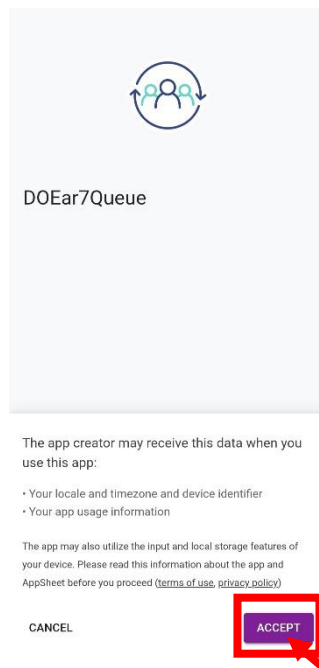 DOEar7Queue
The app creator may receive this data when you
use this app:
• Your locale and timezone and device identifier
• Your app usage information
The app may also utilize the input and local storage features of
your device. Please read this information about the app and
AppSheet before you proceed (terms of use, privacy policy)
CANCEL ACCEPT